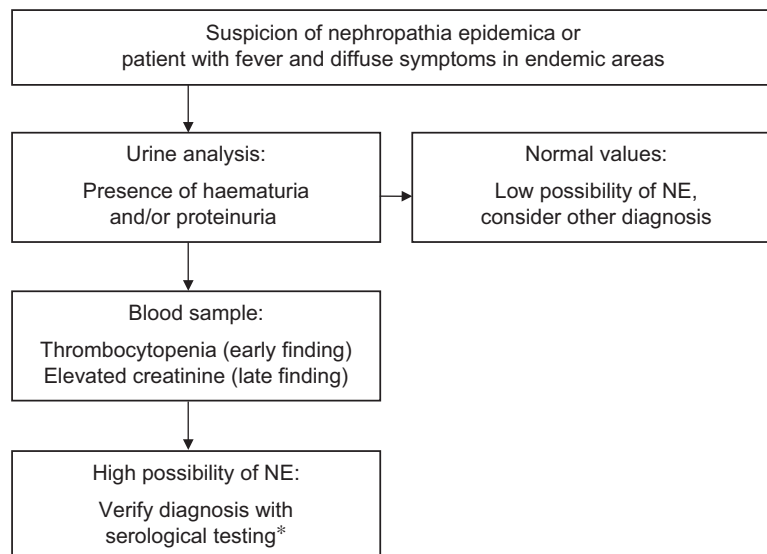 Suspicion of nephropathia epidemica or
patient with fever and diffuse symptoms in endemic areas
Urine analysis:
Presence of haematuria
and/or proteinuria
Normal values:
Low possibility of NE,
consider other diagnosis
Blood sample:
Thrombocytopenia (early finding)
Elevated creatinine (late finding)
High possibility of NE:
Verify diagnosis with
serological testing*